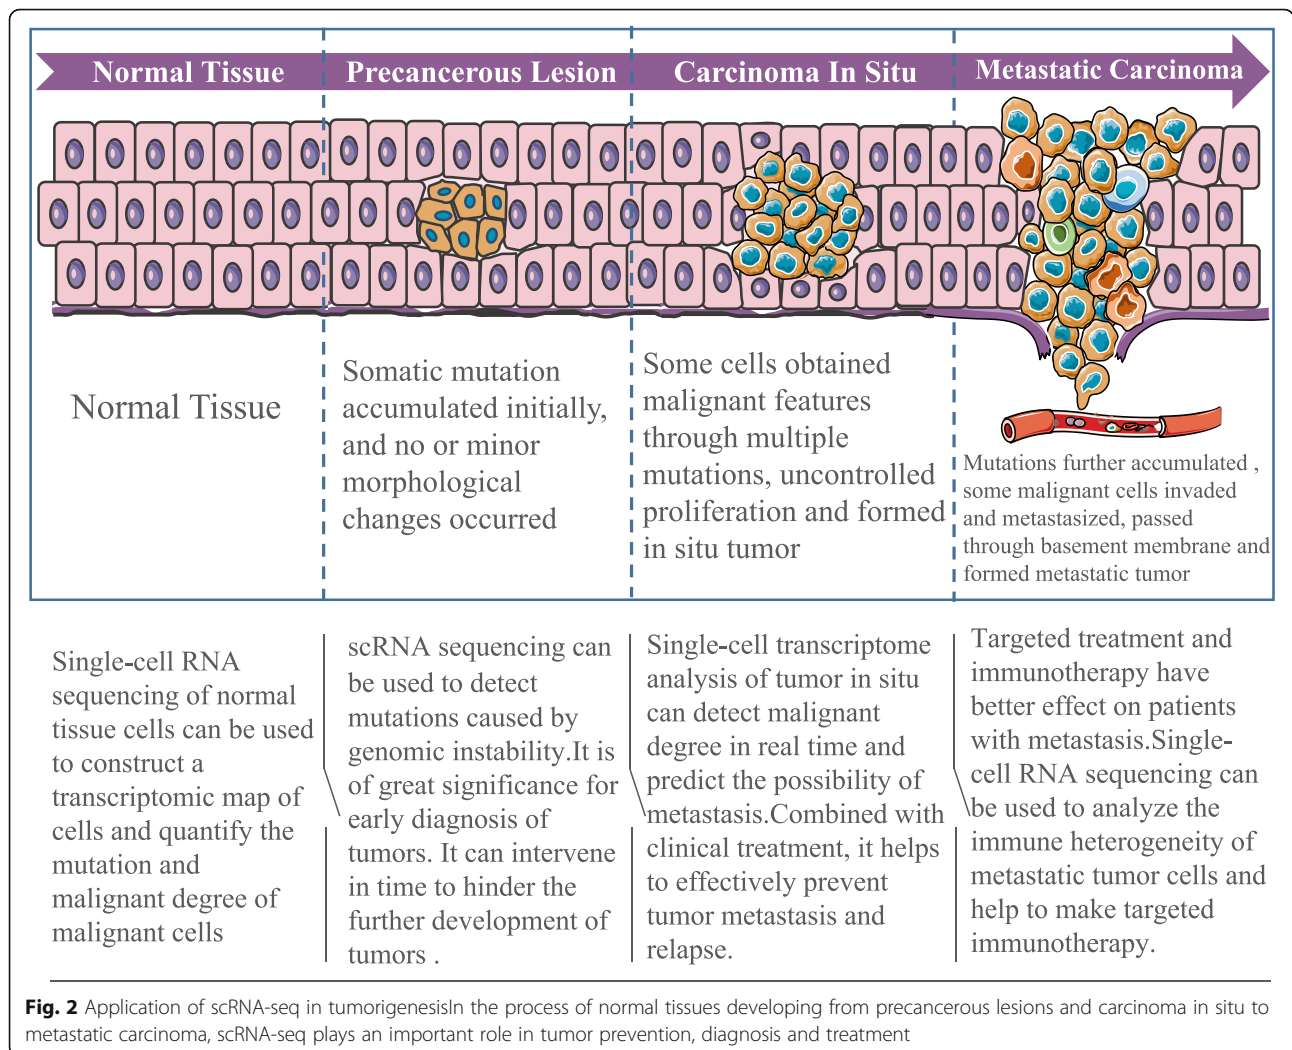 Normal Tissue
Precancerous Lesion
Carcinoma In Situ
Metastatic Carcinoma
Normal Tissue
Somatic mutation
accumulated initially,
and no or minor
morphological
changes occurred
Some cells obtained
malignant features
through multiple
mutations, uncontrolled
proliferation and formed
in situ tumor
Mutations further accumulated ,
some malignant cells invaded
and metastasized, passed
through basement membrane and
formed metastatic tumor
Single-cell RNA
sequencing of normal
tissue cells can be used
to construct a
transcriptomic map of
cells and quantify the
mutation and
malignant degree of
malignant cells
scRNA sequencing can
be used to detect
mutations caused by
genomic instability.It is
of great significance for
early diagnosis of
tumors. It can intervene
in time to hinder the
further development of
tumors .
Single-cell transcriptome
analysis of tumor in situ
can detect malignant
degree in real time and
predict the possibility of
metastasis.Combined with
clinical treatment, it helps
to effectively prevent
tumor metastasis and
relapse.
Targeted treatment and
immunotherapy have
better effect on patients
with metastasis.Single-
cell RNA sequencing can
be used to analyze the
immune heterogeneity of
metastatic tumor cells and
help to make targeted
immunotherapy.
Fig. 2 Application of scRNA-seq in tumorigenesisIn the process of normal tissues developing from precancerous lesions and carcinoma in situ to
metastatic carcinoma, scRNA-seq plays an important role in tumor prevention, diagnosis and treatment